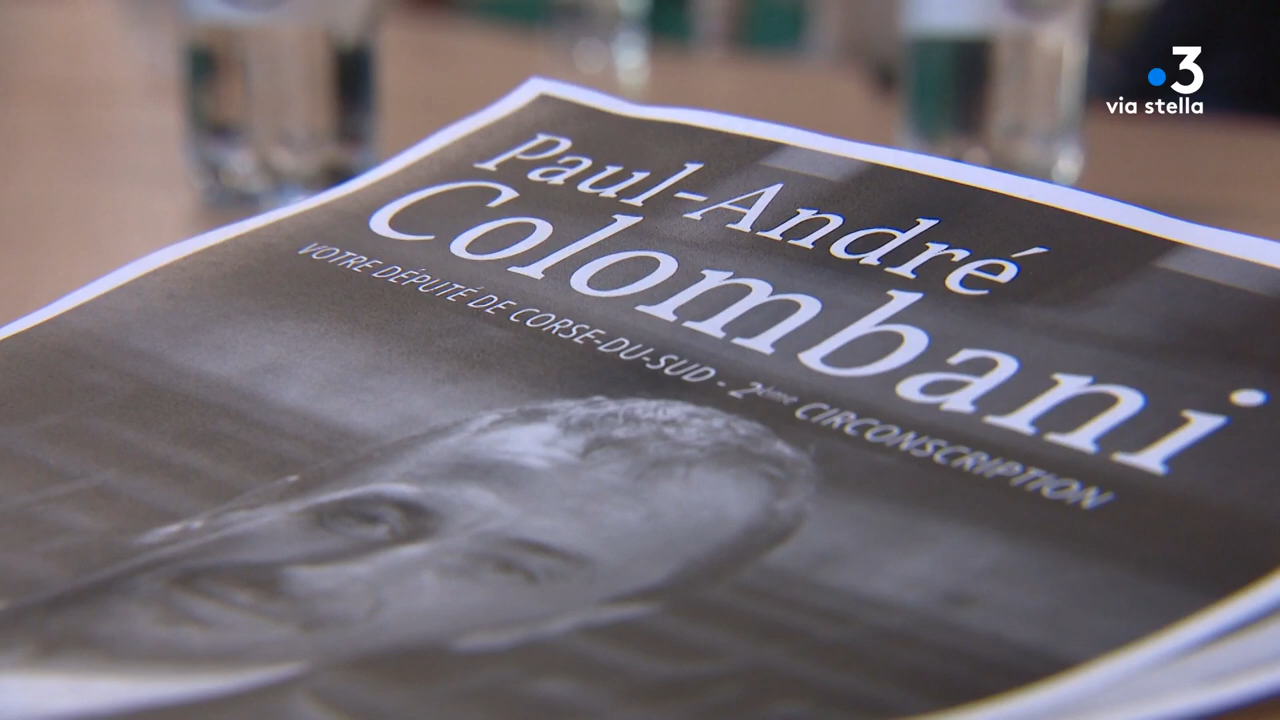 3
via stella
Paul-André
Colombani
VOTRE DÉPUTÉ DE CORSE-DU-SUD - 2ème CIRCONSCRIPTION